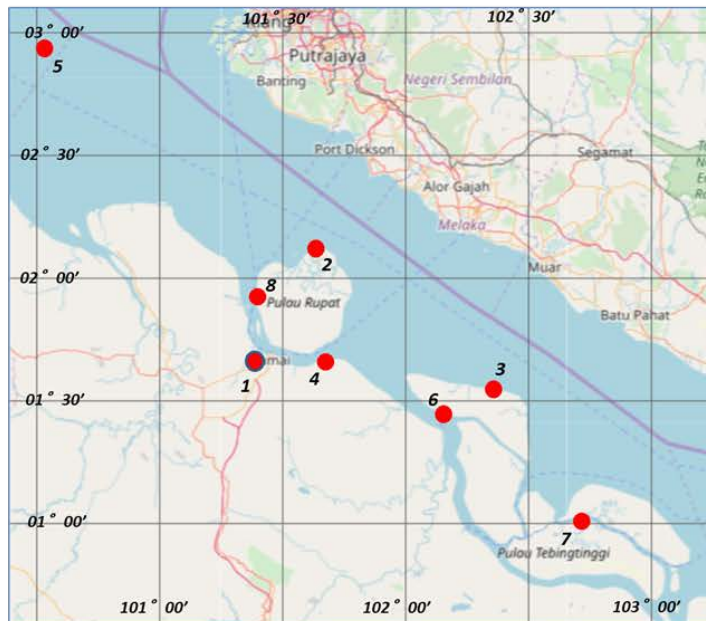 101° 30’
102° 30’
03° 00’
Klang
Putrajaya
5
Banting
Negeri Sembilan
02° 30’
Port Dickson
Segamat
Alor Gajah
Melaka
2
Muar
02° 00’
8
Pulau Rupat
Batu Pahat
1
4
3
01° 30’
6
01° 00’
7
Pulau Tebingtinggi
101° 00’
102° 00’
103° 00’